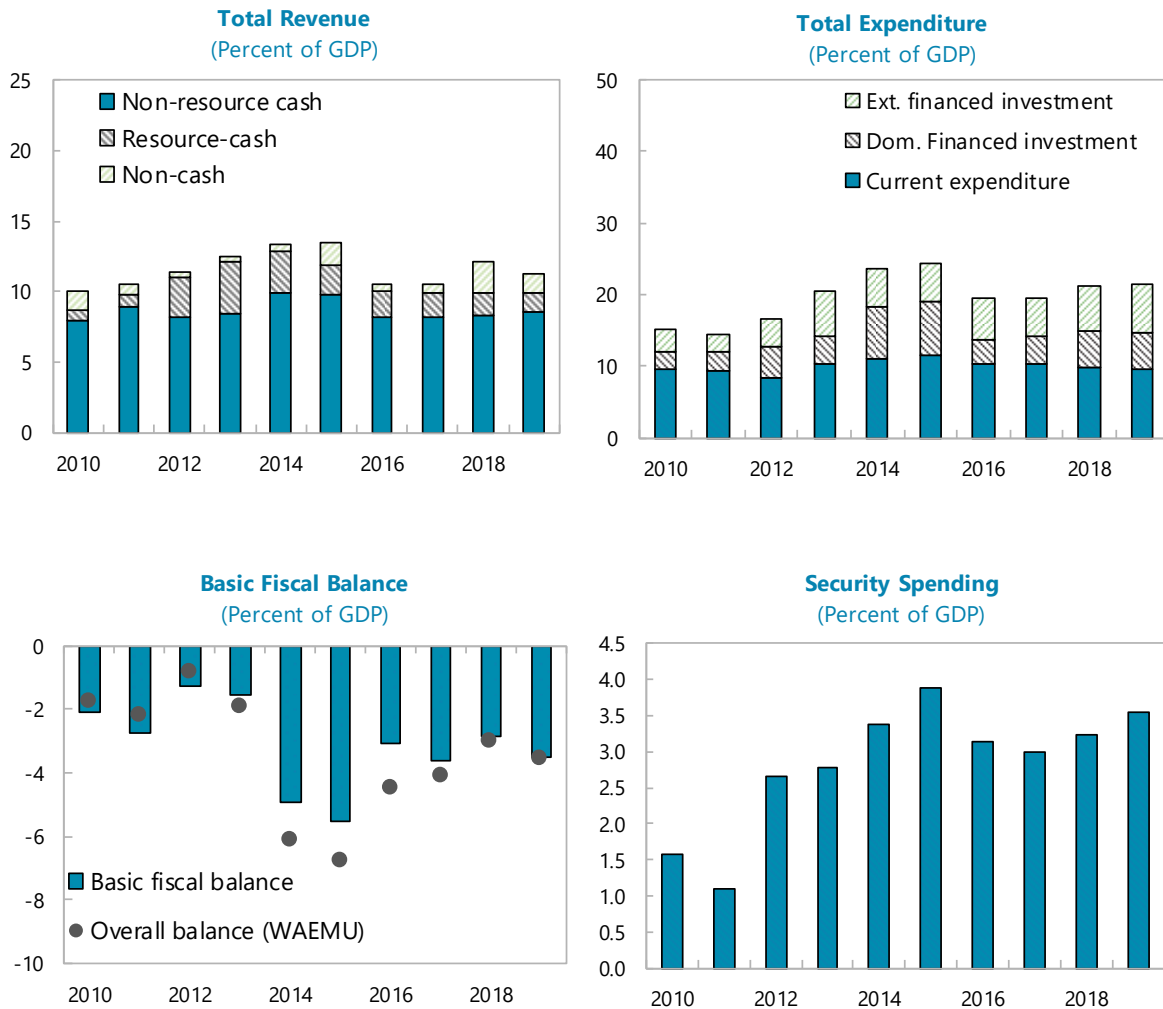 Total Revenue
(Percent of GDP)
25
20
15
10
5
0
Non-resource cash
Resource-cash
Non-cash
2010 2012 2014 2016 2018
Total Expenditure
(Percent of GDP)
50
40
30
20
10
0
Ext. financed investment
Dom. Financed investment
Current expenditure
2010 2012 2014 2016 2018
Basic Fiscal Balance
(Percent of GDP)
0
-2
-4
-6
-8
-10
Basic fiscal balance
Overall balance (WAEMU)
2010 2012 2014 2016 2018
Security Spending
(Percent of GDP)
4.5
4.0
3.5
3.0
2.5
2.0
1.5
1.0
0.5
0.0
2010 2012 2014 2016 2018